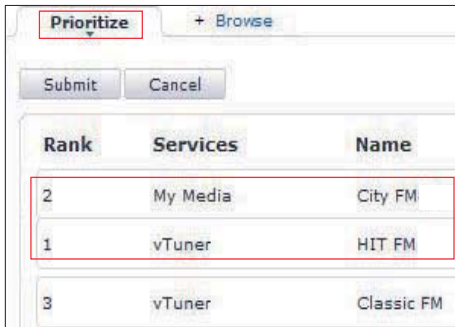 Prioritize + Browse
Submit Cancel
Rank Services Name
2 My Media City FM
1 vTuner HIT FM
3 vTuner Classic FM